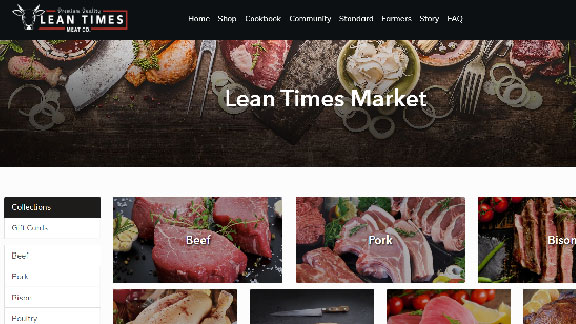 Premium Quality
LEAN TIMES
MEAT CO.
Home Shop Cookbook Community Standard Farmers Story FAQ
Lean Times Market
Collections
Gift Cards
Beef
Pork
Bison
Poultry
Beef
Pork
Bison